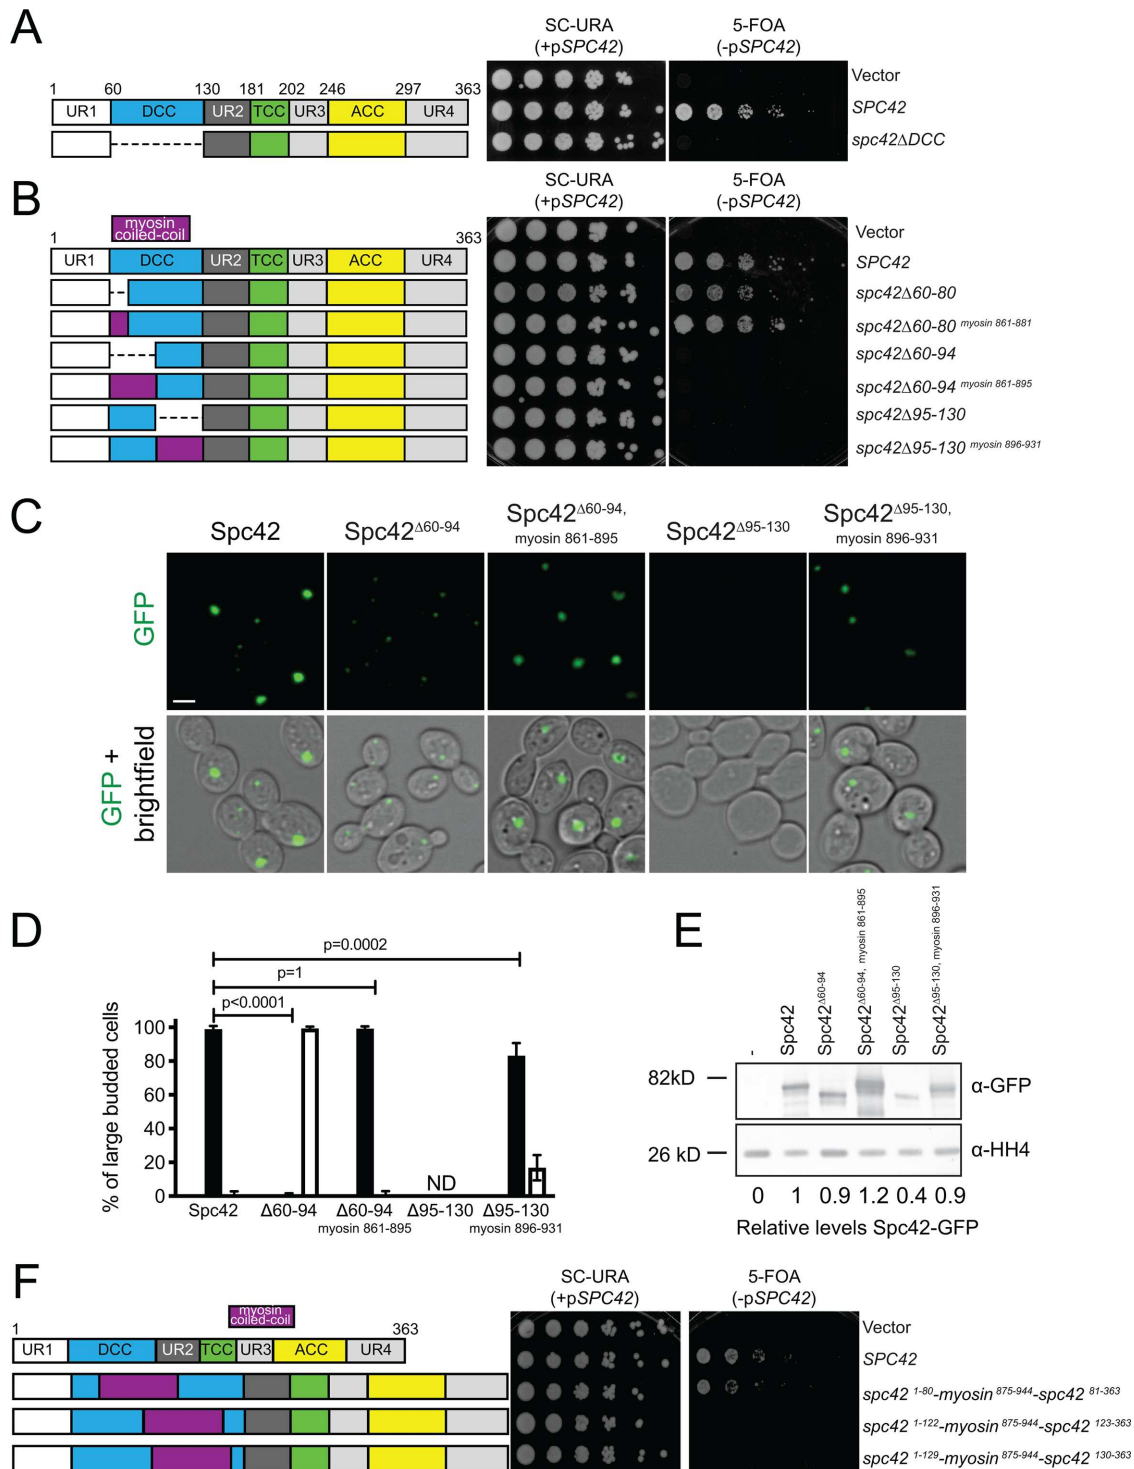 A
SC-URA
(+pSPC42)
5-FOA
(-pSPC42)
1 60 130 181 202 246 297 363
UR1 DCC UR2 TCC UR3 ACC UR4
Vector
SPC42
spc42ΔDCC
B
SC-URA
(+pSPC42)
5-FOA
(-pSPC42)
myosin
coiled-coil
1 363
UR1 DCC UR2 TCC UR3 ACC UR4
Vector
SPC42
spc42Δ60-80
spc42Δ60-80 myosin 861-881
spc42Δ60-94
spc42Δ60-94 myosin 861-895
spc42Δ95-130
spc42Δ95-130 myosin 896-931
C
Spc42
Spc42Δ60-94
Spc42Δ60-94,
myosin 861-895
Spc42Δ95-130
Spc42Δ95-130,
myosin 896-931
GFP
GFP +
brightfield
D
p=0.0002
p=1
p<0.0001
% of large budded cells
100
80
60
40
20
0
ND
Spc42 Δ60-94 Δ60-94 Δ95-130 Δ95-130
myosin 861-895 myosin 896-931
E
-
Spc42
Spc42Δ60-94
Spc42Δ60-94, myosin 861-895
Spc42Δ95-130
Spc42Δ95-130, myosin 896-931
82kD
α-GFP
26 kD
α-HH4
0 1 0.9 1.2 0.4 0.9
Relative levels Spc42-GFP
F
SC-URA
(+pSPC42)
5-FOA
(-pSPC42)
myosin
coiled-coil
1 363
UR1 DCC UR2 TCC UR3 ACC UR4
Vector
SPC42
spc42 1-80-myosin 875-944-spc42 81-363
spc42 1-122-myosin 875-944-spc42 123-363
spc42 1-129-myosin 875-944-spc42 130-363